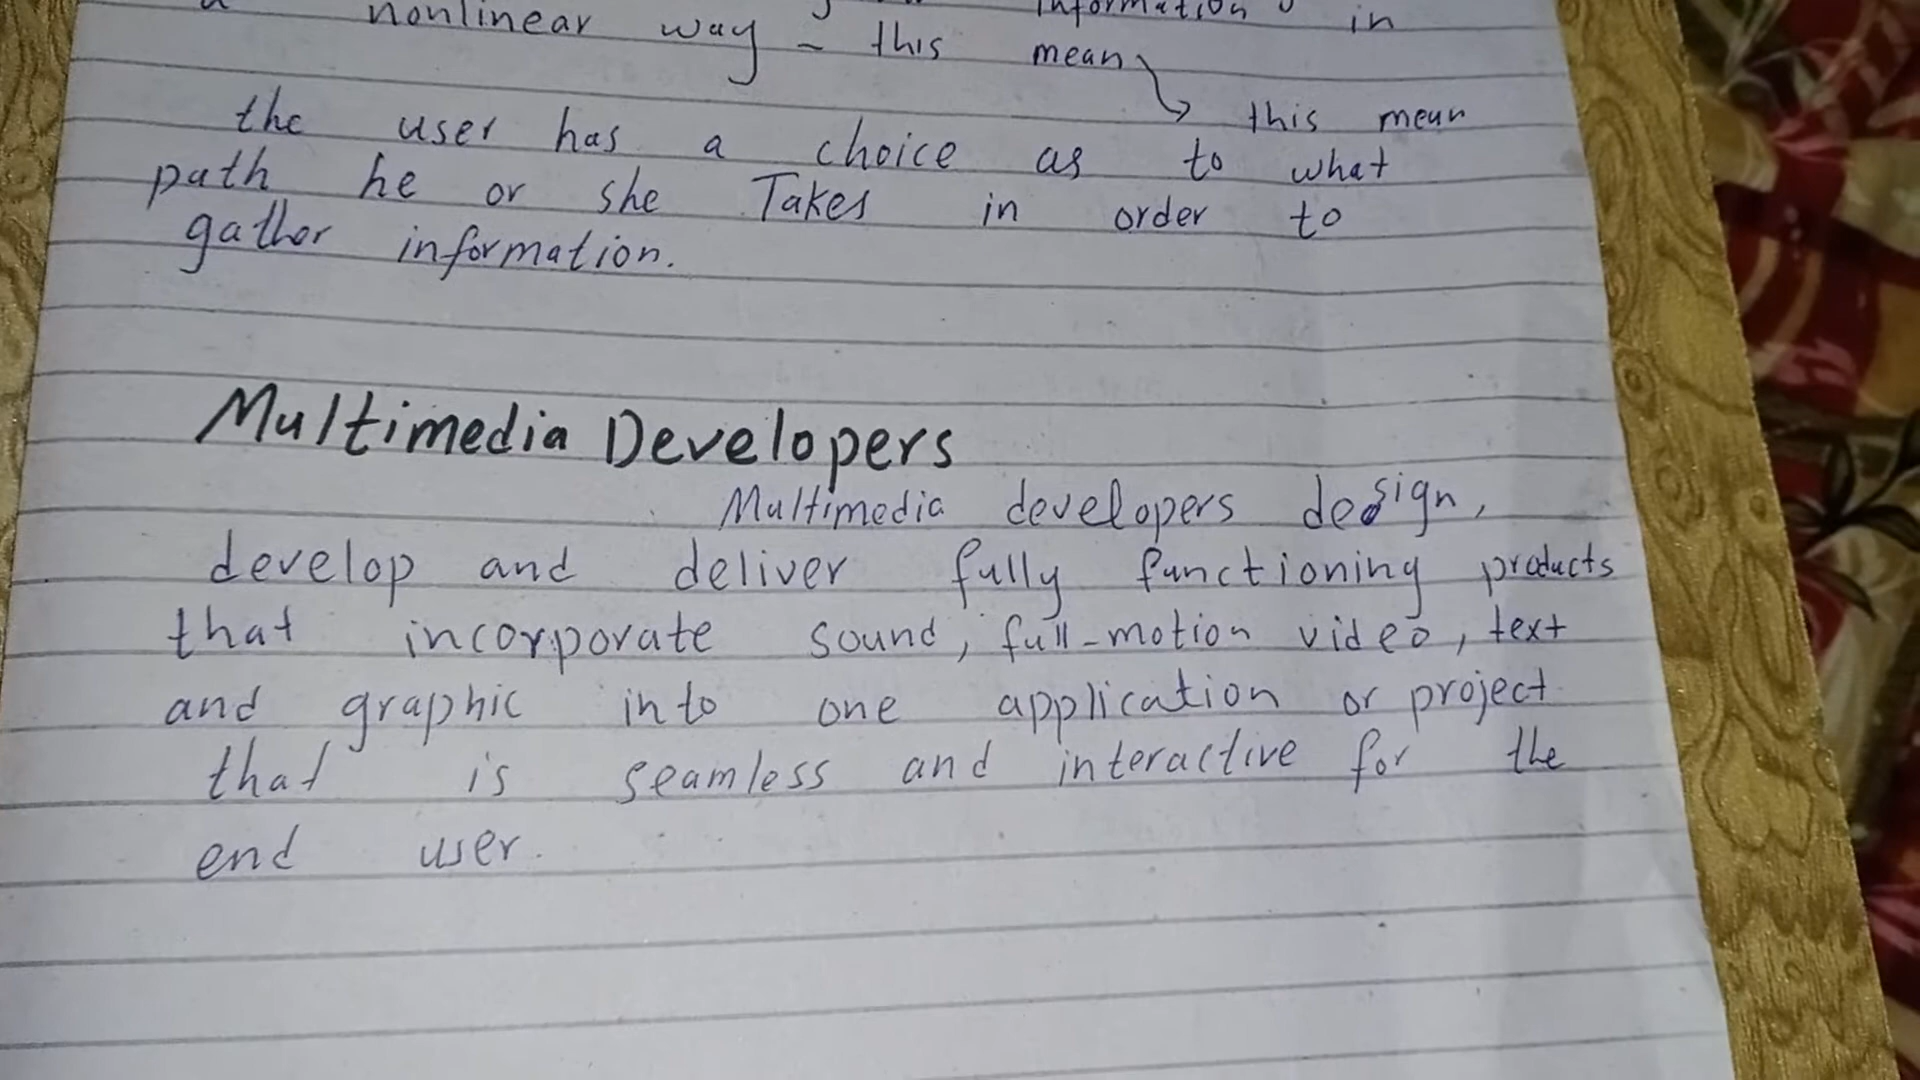 information in
a nonlinear way - this mean
this mean
the user has a choice as to what
path he or she Takes in order to
gather information.
Multimedia Developers
Multimedia developers design,
develop and deliver fully functioning products
that incorporate sound, full-motion video, text
and graphic into one application or project
that is seamless and interactive for the
end user.